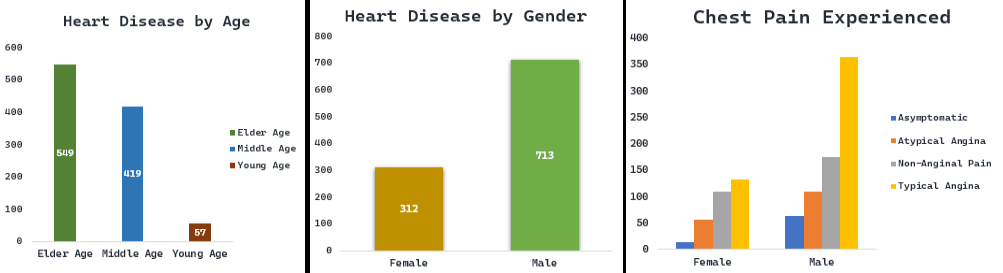 Heart Disease by Age
600
500
400
300
200
100
0
549
419
57
Elder Age Middle Age Young Age
Elder Age
Middle Age
Young Age
Heart Disease by Gender
800
700
600
500
400
300
200
100
0
312
713
Female Male
Chest Pain Experienced
400
350
300
250
200
150
100
50
0
Female Male
Asymptomatic
Atypical Angina
Non-Anginal Pain
Typical Angina